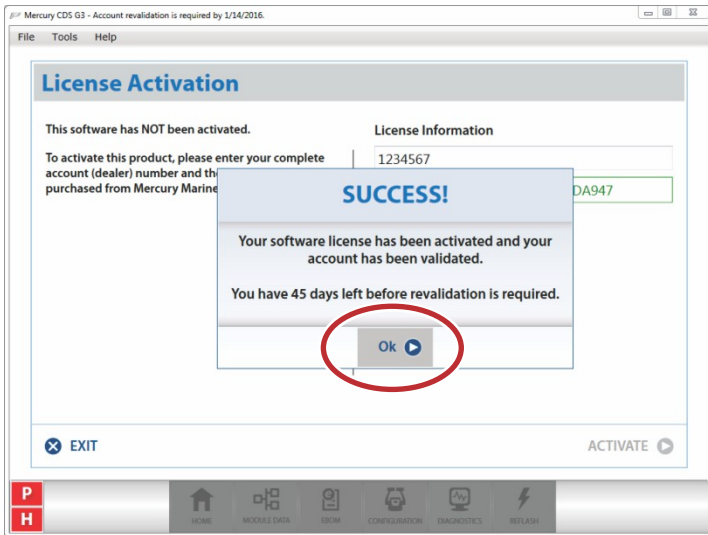 Mercury CDS G3 - Account revalidation is required by 1/14/2016.
File Tools Help
License Activation
This software has NOT been activated.
To activate this product, please enter your complete
account (dealer) number and the
purchased from Mercury Marine
License Information
1234567
DA947
SUCCESS!
Your software license has been activated and your
account has been validated.
You have 45 days left before revalidation is required.
Ok
EXIT
ACTIVATE
P
H
HOME MODULE DATA EBOM CONFIGURATION DIAGNOSTICS REFLASH